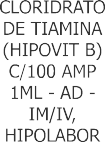 CLORIDRATO
DE TIAMINA
(HIPOVIT B)
C/100 AMP
1ML - AD -
IM/IV,
HIPOLABOR